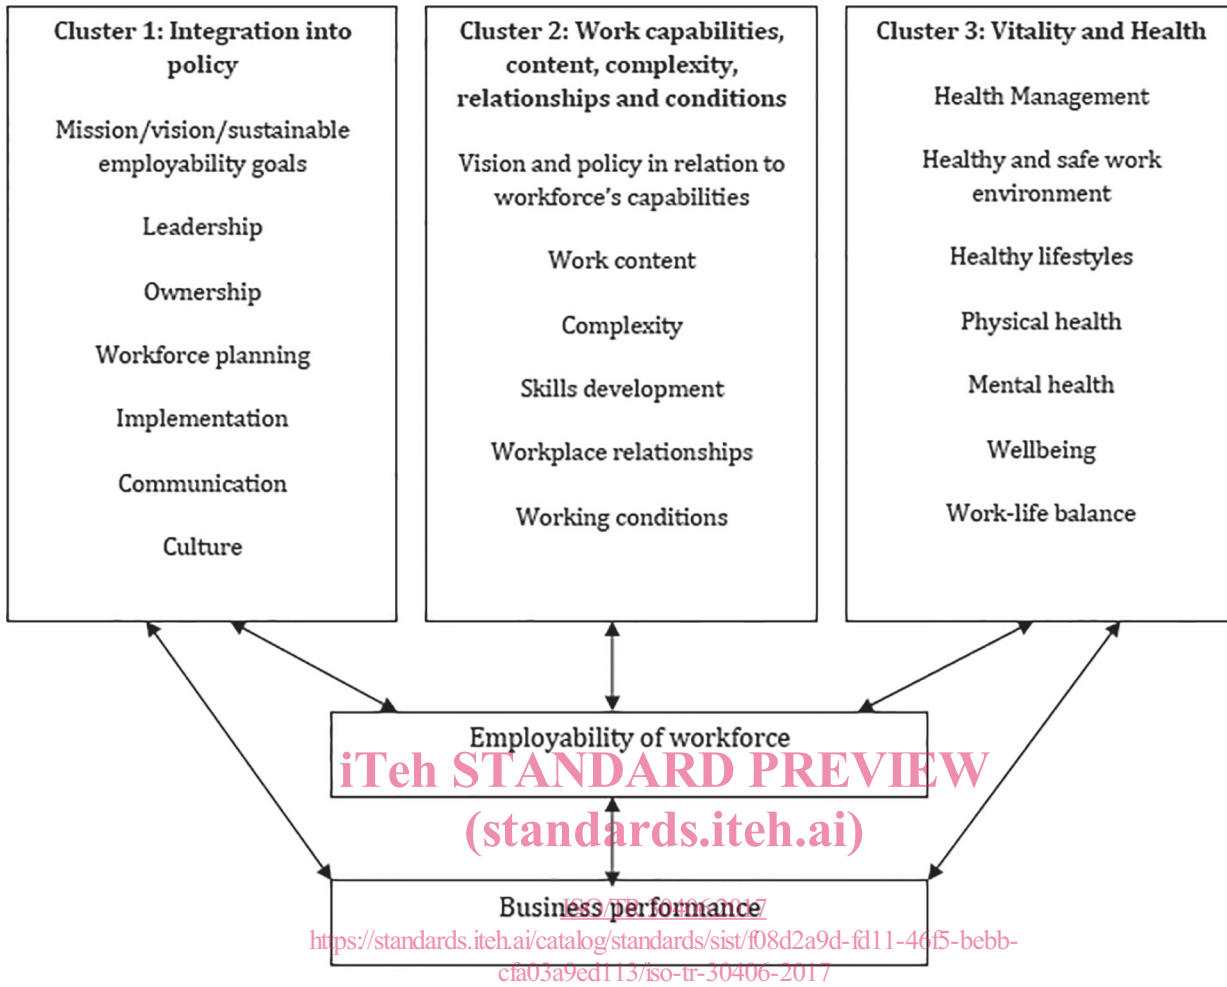 Cluster 1: Integration into
policy
Mission/vision/sustainable
employability goals
Leadership
Ownership
Workforce planning
Implementation
Communication
Culture
Cluster 2: Work capabilities,
content, complexity,
relationships and conditions
Vision and policy in relation to
workforce's capabilities
Work content
Complexity
Skills development
Workplace relationships
Working conditions
Cluster 3: Vitality and Health
Health Management
Healthy and safe work
environment
Healthy lifestyles
Physical health
Mental health
Wellbeing
Work-life balance
Employability of workforce
iTeh STANDARD PREVIEW
(standards.iteh.ai)
Business performance
ISO/TR 30406:2017
https://standards.iteh.ai/catalog/standards/sist/f08d2a9d-fd11-46f5-bebb-
cfa03a9ed113/iso-tr-30406-2017